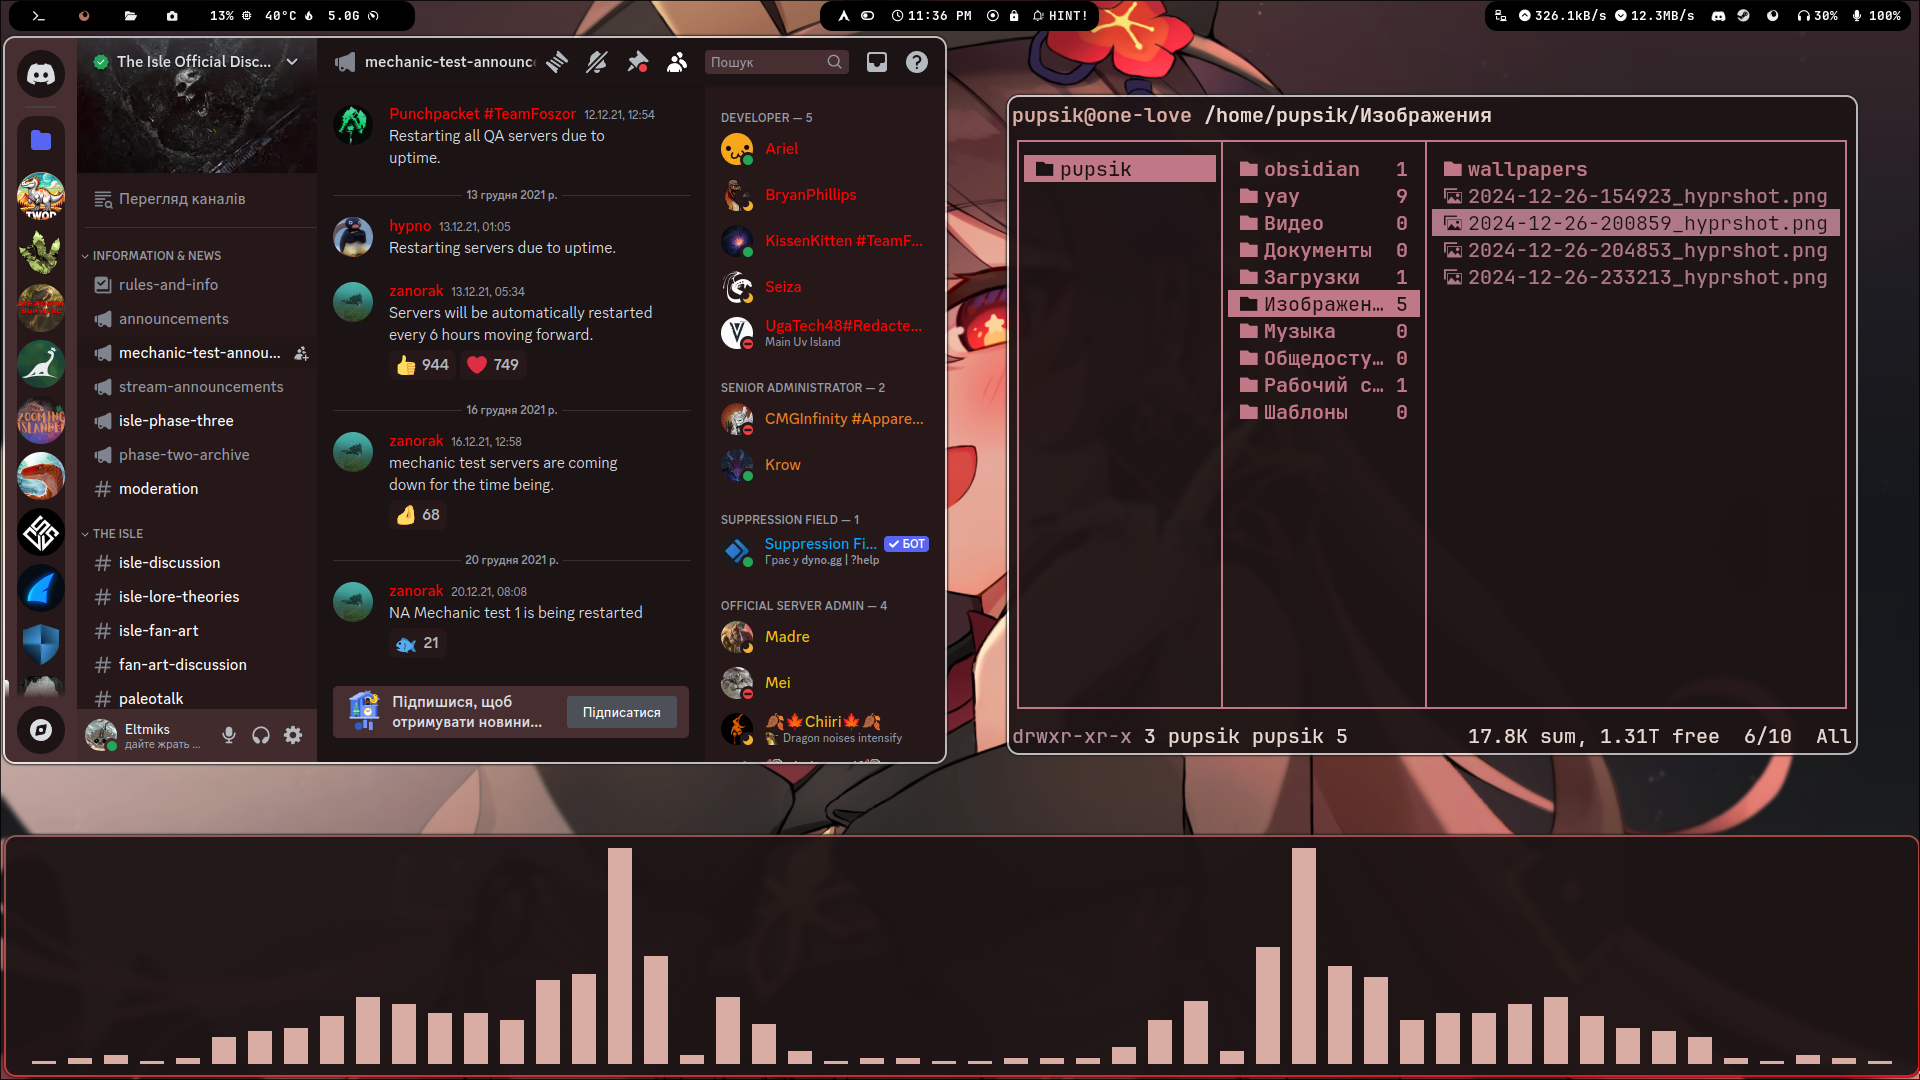 13% 40°C 5.0G
11:36 PM HINT!
326.1kB/s 12.3MB/s 30% 100%
The Isle Official Disc...
Перегляд каналів
INFORMATION & NEWS
rules-and-info
announcements
mechanic-test-annou...
stream-announcements
isle-phase-three
phase-two-archive
moderation
THE ISLE
isle-discussion
isle-lore-theories
isle-fan-art
fan-art-discussion
paleotalk
Eltmiks
дайте жрать ...
mechanic-test-announc
Пошук
Punchpacket #TeamFoszor 12.12.21, 12:54
Restarting all QA servers due to
uptime.
13 грудня 2021 р.
hypno 13.12.21, 01:05
Restarting servers due to uptime.
zanorak 13.12.21, 05:34
Servers will be automatically restarted
every 6 hours moving forward.
944 749
16 грудня 2021 р.
zanorak 16.12.21, 12:58
mechanic test servers are coming
down for the time being.
68
20 грудня 2021 р.
zanorak 20.12.21, 08:08
NA Mechanic test 1 is being restarted
21
Підпишися, щоб
отримувати новини...
Підписатися
DEVELOPER — 5
Ariel
BryanPhillips
KissenKitten #TeamF...
Seiza
UgaTech48#Redacte...
Main Uv Island
SENIOR ADMINISTRATOR — 2
CMGInfinity #Appare...
Krow
SUPPRESSION FIELD — 1
Suppression Fi... БОТ
Грає у dyno.gg | ?help
OFFICIAL SERVER ADMIN — 4
Madre
Mei
Chiiri
Dragon noises intensify
pupsik@one-love /home/pupsik/Изображения
pupsik
obsidian 1
yay 9
Видео 0
Документы 0
Загрузки 1
Изображен... 5
Музыка 0
Общедосту... 0
Рабочий с... 1
Шаблоны 0
wallpapers
2024-12-26-154923_hyprshot.png
2024-12-26-200859_hyprshot.png
2024-12-26-204853_hyprshot.png
2024-12-26-233213_hyprshot.png
drwxr-xr-x 3 pupsik pupsik 5 17.8K sum, 1.31T free 6/10 All